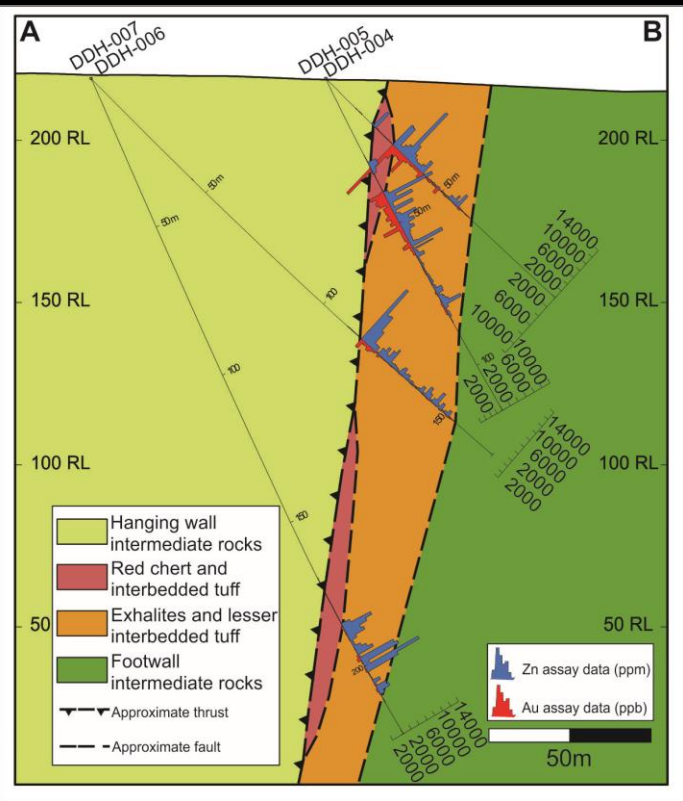 A
B
DDH-007
DDH-006
DDH-005
DDH-004
200 RL
200 RL
50m
50m
50m
50m
150 RL
150 RL
100
100
14000
10000
6000
2000
2000
6000
10000
10000
6000
2000
2000
100 RL
100 RL
150
14000
10000
6000
2000
2000
150
50
50 RL
200
14000
10000
6000
2000
2000
Hanging wall
intermediate rocks
Red chert and
interbedded tuff
Exhalites and lesser
interbedded tuff
Footwall
intermediate rocks
Approximate thrust
Approximate fault
Zn assay data (ppm)
Au assay data (ppb)
50m